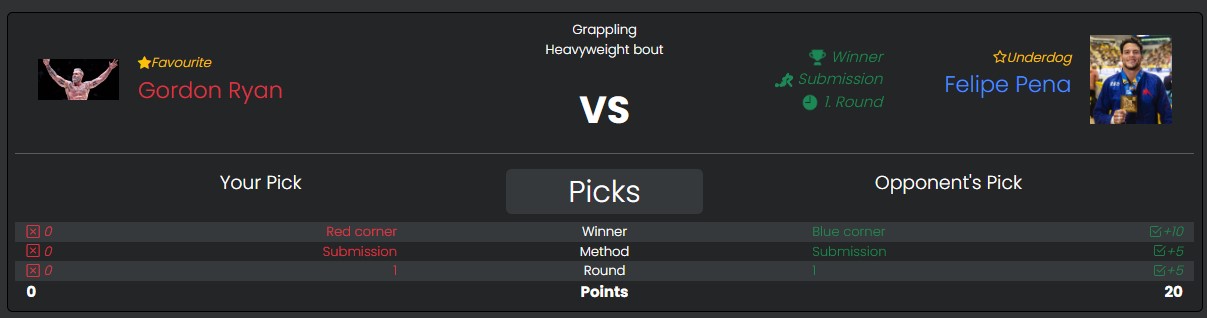 Grappling
Heavyweight bout
Favourite
Gordon Ryan
VS
Winner
Submission
1. Round
Underdog
Felipe Pena
Your Pick
Picks
Opponent's Pick
0 Red corner Winner Blue corner +10
0 Submission Method Submission +5
0 1 Round 1 +5
0 Points 20